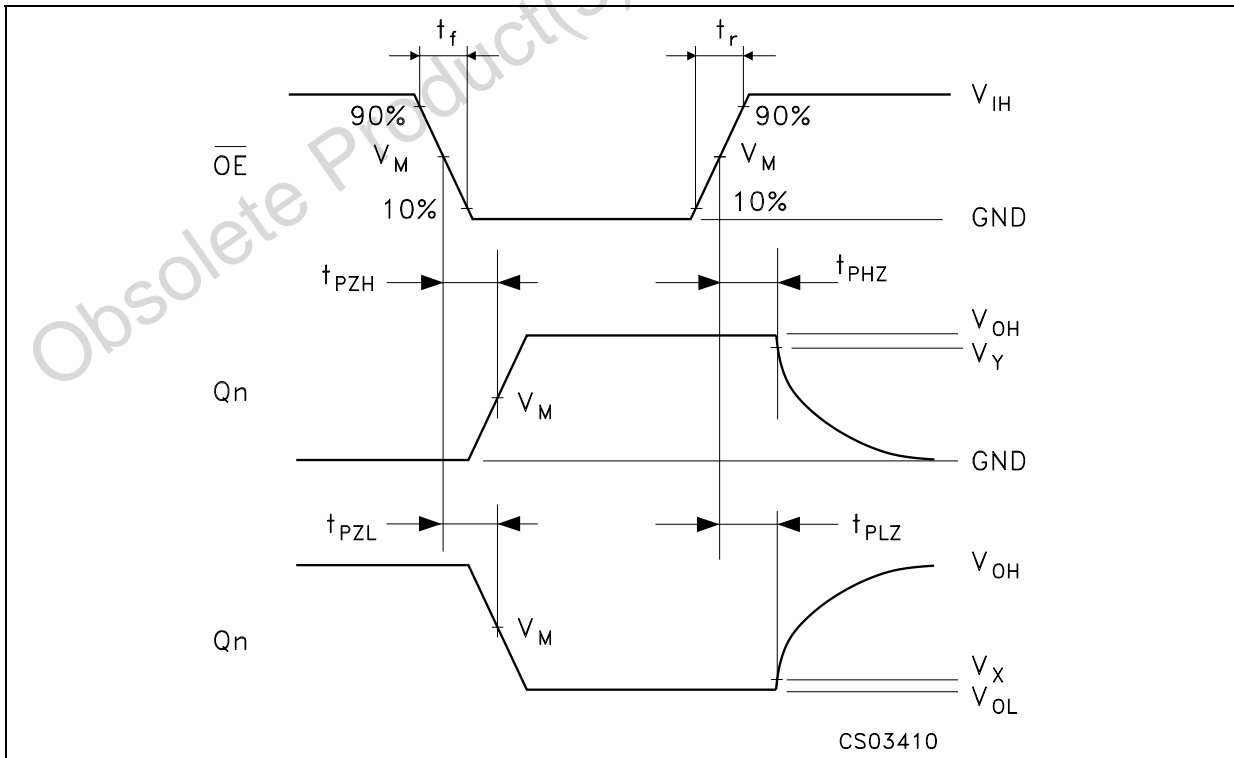 Obsolete Product(s)
t_f
t_r
V_IH
90%
90%
V_M
V_M
O̅E̅
10%
10%
GND
t_PZH
t_PHZ
V_OH
V_Y
Qn
V_M
GND
t_PZL
t_PLZ
V_OH
Qn
V_M
V_X
V_OL
CS03410